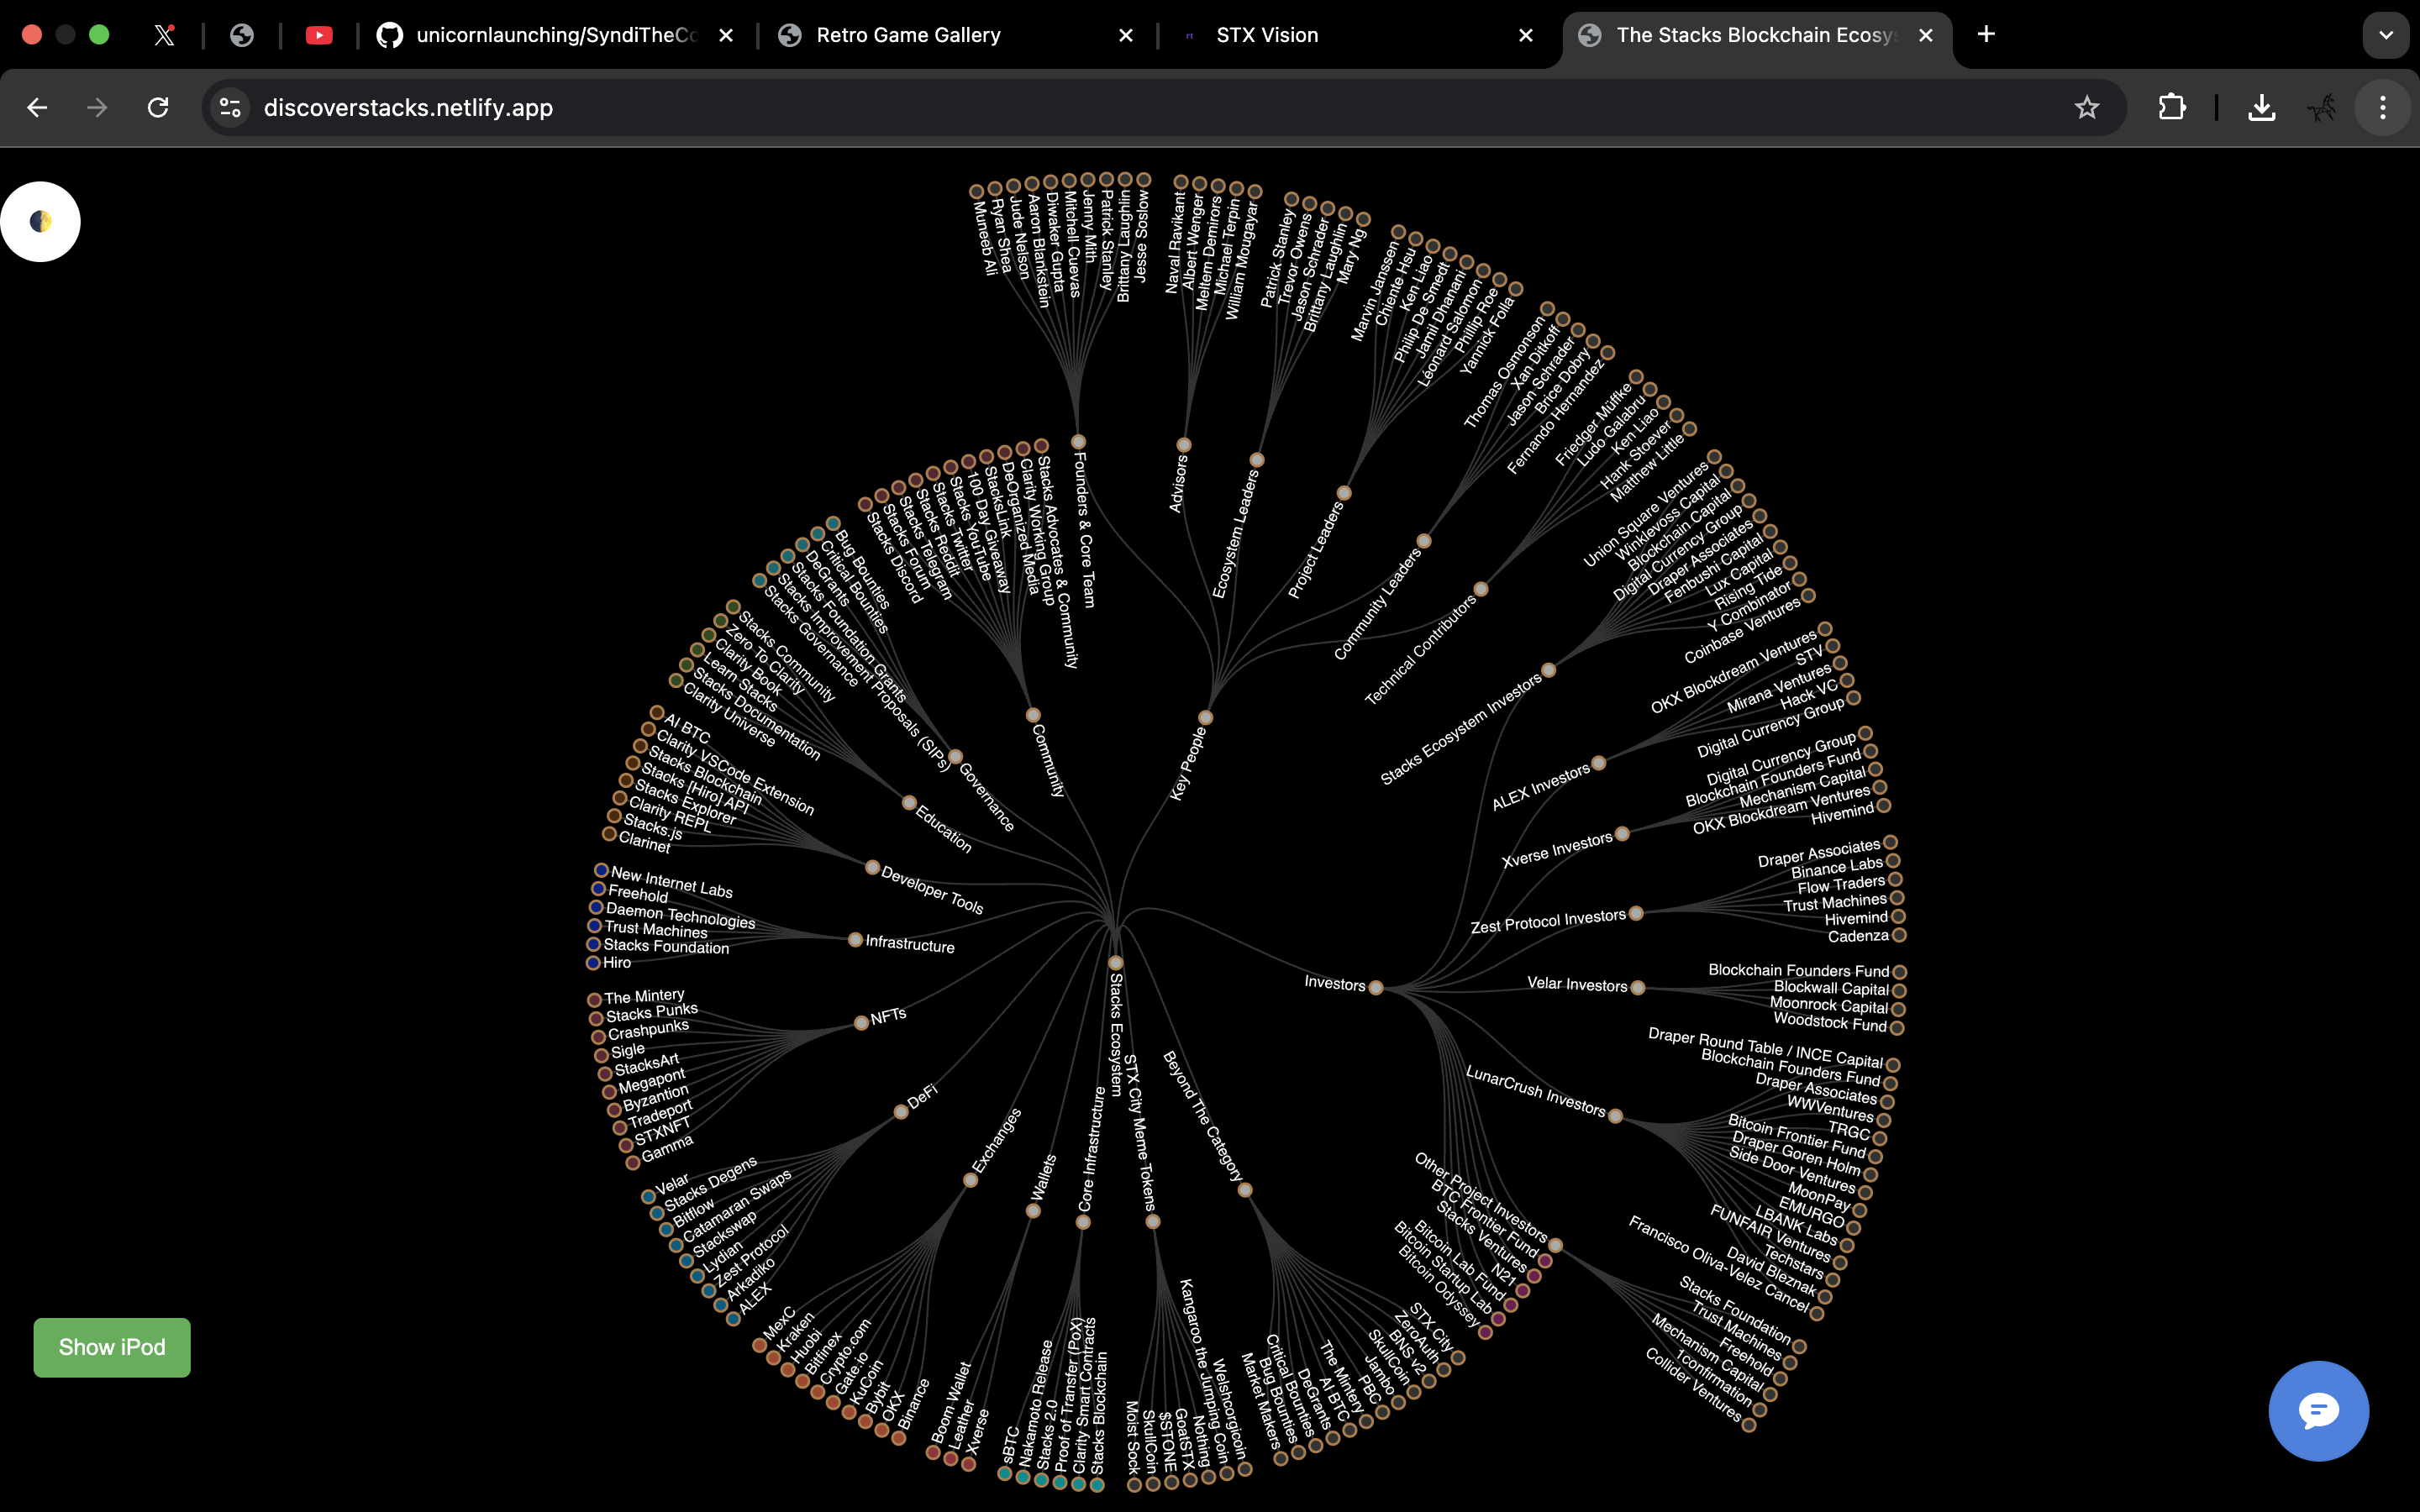 unicornlaunching/SyndiTheCo
Retro Game Gallery
rt
STX Vision
The Stacks Blockchain Ecosys
discoverstacks.netlify.app
Muneeb Ali
Ryan Shea
Jude Nelson
Aaron Blankstein
Diwaker Gupta
Mitchell Cuevas
Jenny Mith
Patrick Stanley
Brittany Laughlin
Jesse Soslow
Founders & Core Team
Naval Ravikant
Albert Wenger
Meltem Demirors
Michael Terpin
William Mougayar
Advisors
Patrick Stanley
Trevor Owens
Jason Schrader
Brittany Laughlin
Mary Ng
Ecosystem Leaders
Marvin Janssen
Chiente Hsu
Ken Liao
Philip De Smedt
Jamil Dhanani
Léonard Salomon
Phillip Roe
Yannick Folla
Project Leaders
Thomas Osmonson
Xan Ditkoff
Jason Schrader
Brice Dobry
Fernando Hernandez
Community Leaders
Friedger Müffke
Ludo Galabru
Ken Liao
Hank Stoever
Matthew Little
Technical Contributors
Key People
Union Square Ventures
Winklevoss Capital
Blockchain Capital
Digital Currency Group
Draper Associates
Fenbushi Capital
Lux Capital
Rising Tide
Y Combinator
Coinbase Ventures
Stacks Ecosystem Investors
OKX Blockdream Ventures
STV
Mirana Ventures
Hack VC
Digital Currency Group
ALEX Investors
Digital Currency Group
Blockchain Founders Fund
Mechanism Capital
OKX Blockdream Ventures
Hivemind
Xverse Investors
Draper Associates
Binance Labs
Flow Traders
Trust Machines
Hivemind
Cadenza
Zest Protocol Investors
Blockchain Founders Fund
Blockwall Capital
Moonrock Capital
Woodstock Fund
Velar Investors
Investors
Draper Round Table / INCE Capital
Blockchain Founders Fund
Draper Associates
WWVentures
TRGC
Bitcoin Frontier Fund
Draper Goren Holm
Side Door Ventures
MoonPay
EMURGO
LBANK Labs
FUNFAIR Ventures
Techstars
David Bleznak
Francisco Oliva-Velez Cancel
LunarCrush Investors
Stacks Foundation
Trust Machines
Freehold
Mechanism Capital
1confirmation
Collider Ventures
Other Project Investors
BTC Frontier Fund
Stacks Ventures
N21
Bitcoin Lab Fund
Bitcoin Startup Lab
Bitcoin Odyssey
STX City
ZeroAuth
BNS v2
SkullCoin
Jambo
PBC
The Mintery
AI BTC
DeGrants
Critical Bounties
Bug Bounties
Market Makers
Beyond The Category
Welshcorgicoin
Kangaroo the Jumping Coin
Nothing
GoatSTX
$STONE
SkullCoin
Moist Sock
STX City Meme Tokens
Stacks Ecosystem
Stacks Blockchain
Clarity Smart Contracts
Proof of Transfer (PoX)
Stacks 2.0
Nakamoto Release
sBTC
Core Infrastructure
Xverse
Leather
Boom Wallet
Wallets
Binance
OKX
Bybit
KuCoin
Gate.io
Crypto.com
Bitfinex
Huobi
Kraken
MexC
Exchanges
ALEX
Arkadiko
Zest Protocol
Lydian
Stackswap
Catamaran Swaps
Bitflow
Stacks Degens
Velar
DeFi
Gamma
STXNFT
Tradeport
Byzantion
Megapont
StacksArt
Sigle
Crashpunks
Stacks Punks
The Mintery
NFTs
Hiro
Stacks Foundation
Trust Machines
Daemon Technologies
Freehold
New Internet Labs
Infrastructure
Clarinet
Stacks.js
Clarity REPL
Stacks Explorer
Stacks [Hiro] API
Stacks Blockchain
Clarity VSCode Extension
AI BTC
Developer Tools
Clarity Universe
Stacks Documentation
Learn Stacks
Clarity Book
Zero To Clarity
Stacks Community
Education
Stacks Governance
Stacks Improvement Proposals (SIPs)
Stacks Foundation Grants
DeGrants
Critical Bounties
Bug Bounties
Governance
Stacks Discord
Stacks Forum
Stacks Telegram
Stacks Reddit
Stacks Twitter
Stacks YouTube
100 Day Giveaway
StacksLink
DeOrganized Media
Clarity Working Group
Stacks Advocates & Community
Community
Show iPod